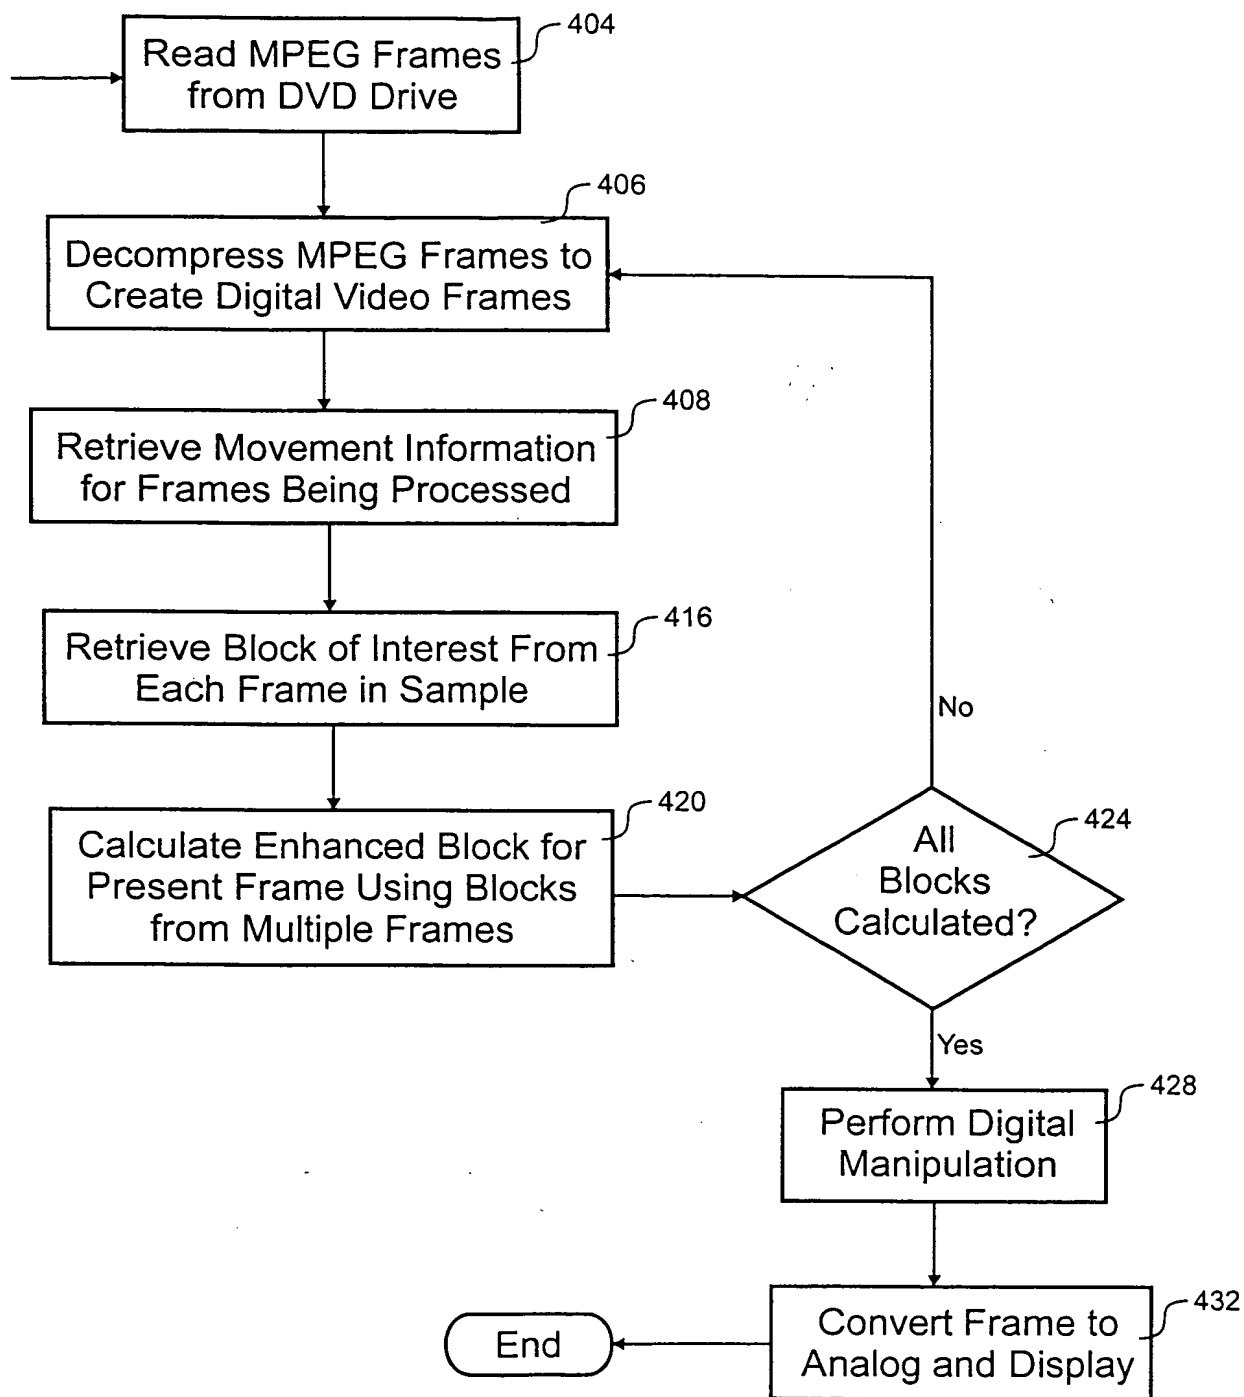 404
Read MPEG Frames
from DVD Drive
406
Decompress MPEG Frames to
Create Digital Video Frames
408
Retrieve Movement Information
for Frames Being Processed
416
Retrieve Block of Interest From
Each Frame in Sample
420
Calculate Enhanced Block for
Present Frame Using Blocks
from Multiple Frames
No
424
All
Blocks
Calculated?
Yes
428
Perform Digital
Manipulation
432
Convert Frame to
Analog and Display
End